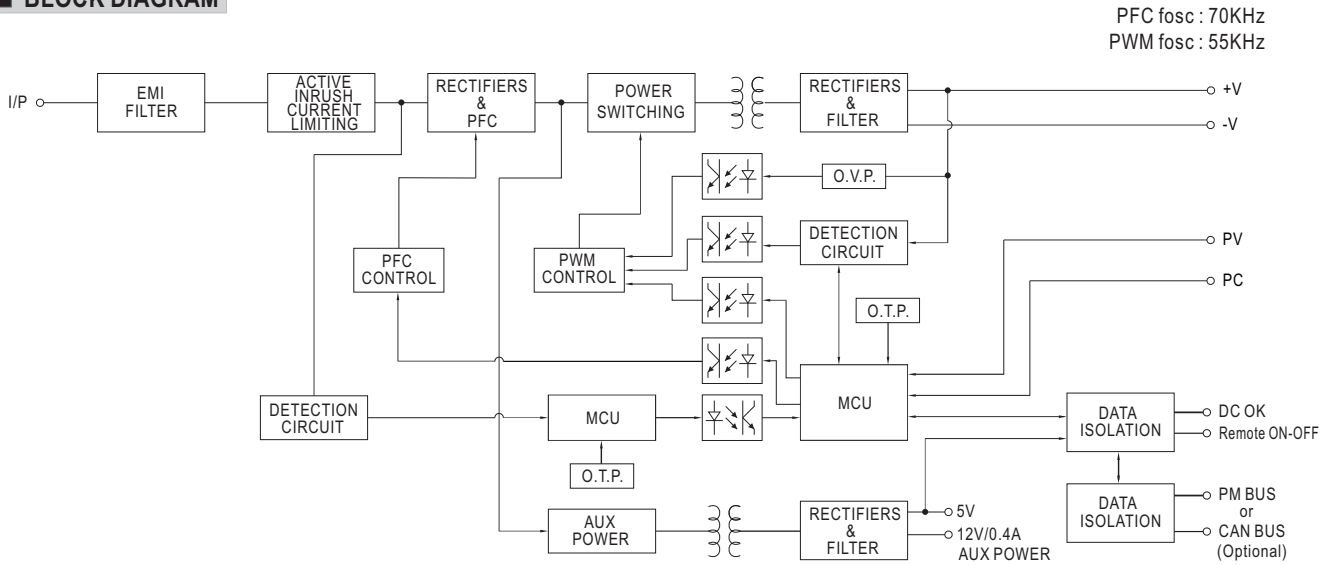 BLOCK DIAGRAM
PFC fosc : 70KHz
PWM fosc : 55KHz
I/P
EMI
FILTER
ACTIVE
INRUSH
CURRENT
LIMITING
RECTIFIERS
&
PFC
POWER
SWITCHING
RECTIFIERS
&
FILTER
+V
-V
O.V.P.
DETECTION
CIRCUIT
PFC
CONTROL
PWM
CONTROL
PV
PC
O.T.P.
MCU
DETECTION
CIRCUIT
MCU
O.T.P.
DATA
ISOLATION
DC OK
Remote ON-OFF
DATA
ISOLATION
PM BUS
or
CAN BUS
(Optional)
AUX
POWER
RECTIFIERS
&
FILTER
5V
12V/0.4A
AUX POWER